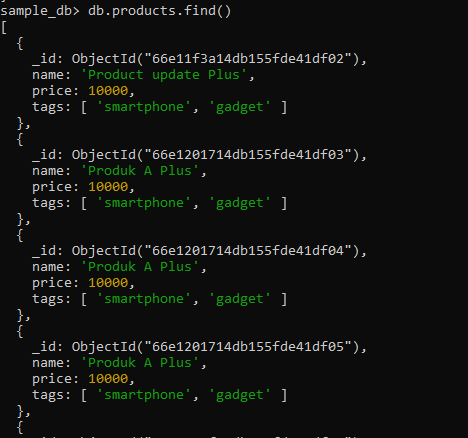 sample_db> db.products.find()
[
  {
    _id: ObjectId("66e11f3a14db155fde41df02"),
    name: 'Product update Plus',
    price: 10000,
    tags: [ 'smartphone', 'gadget' ]
  },
  {
    _id: ObjectId("66e1201714db155fde41df03"),
    name: 'Produk A Plus',
    price: 10000,
    tags: [ 'smartphone', 'gadget' ]
  },
  {
    _id: ObjectId("66e1201714db155fde41df04"),
    name: 'Produk A Plus',
    price: 10000,
    tags: [ 'smartphone', 'gadget' ]
  },
  {
    _id: ObjectId("66e1201714db155fde41df05"),
    name: 'Produk A Plus',
    price: 10000,
    tags: [ 'smartphone', 'gadget' ]
  },
  {